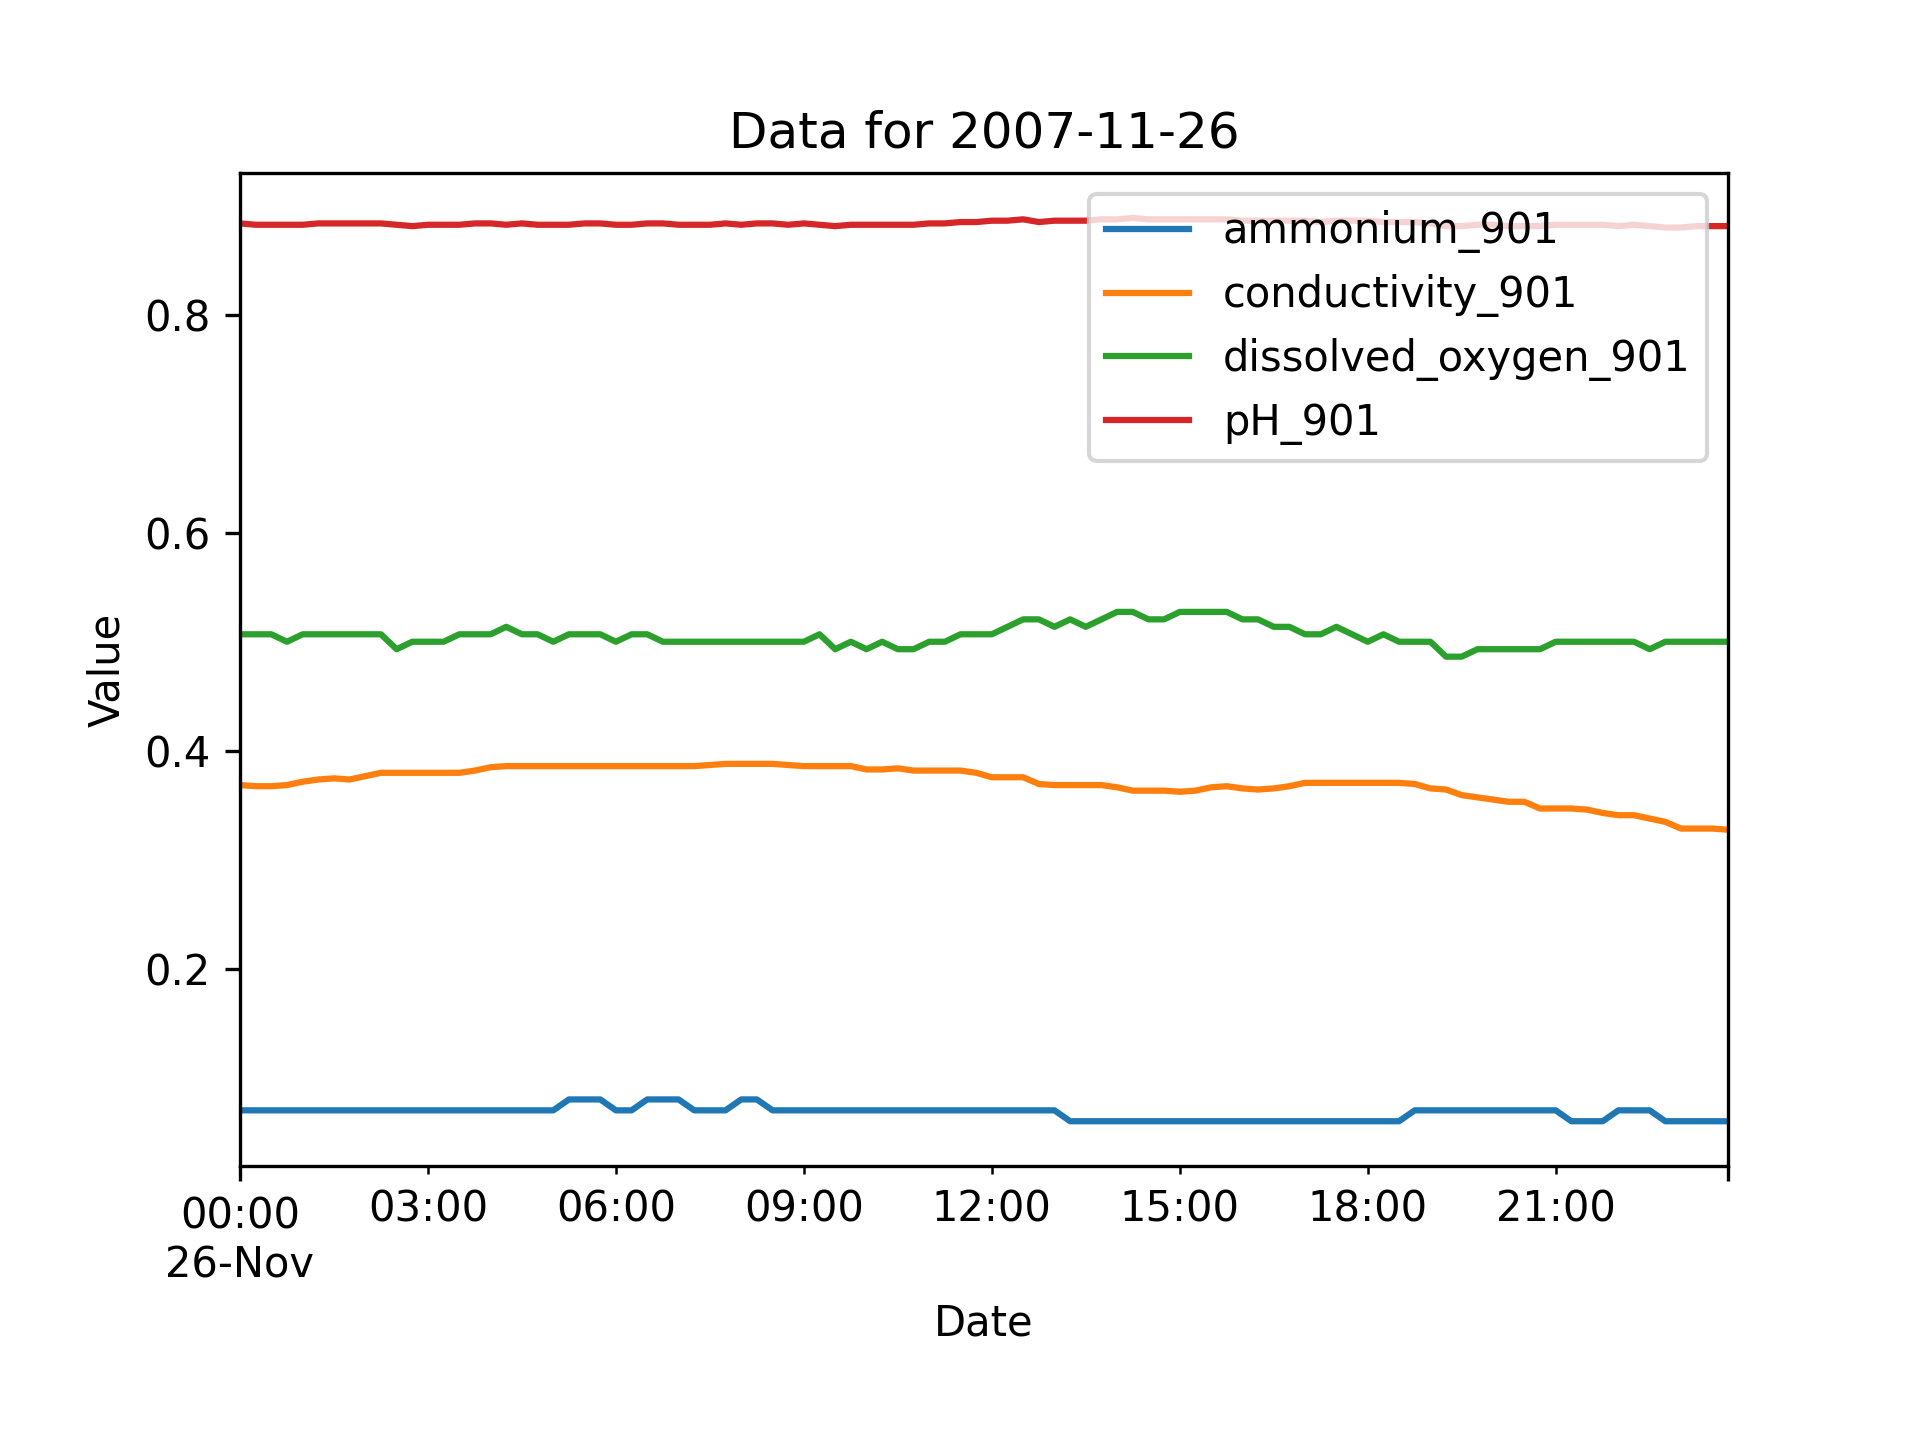 Data for 2007-11-26
ammonium_901
conductivity_901
dissolved_oxygen_901
pH_901
0.8
0.6
0.4
0.2
Value
00:00 03:00 06:00 09:00 12:00 15:00 18:00 21:00
26-Nov
Date